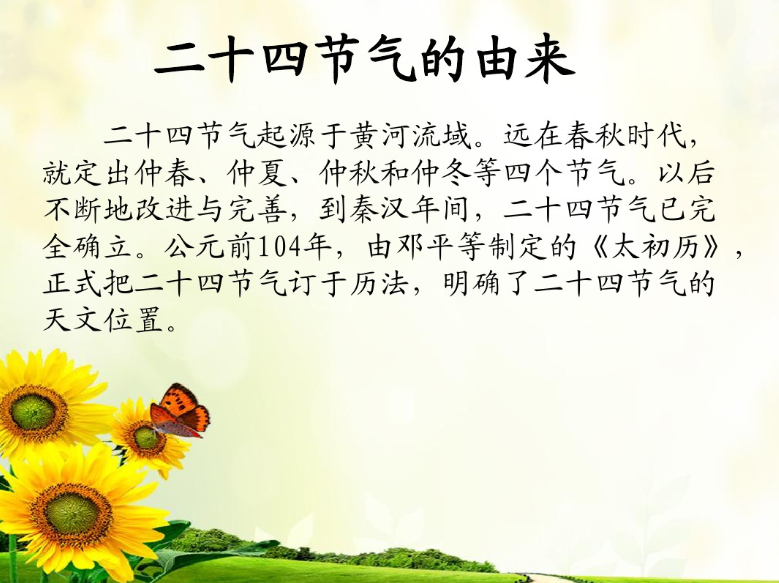 二十四节气的由来
二十四节气起源于黄河流域。远在春秋时代，
就定出仲春、仲夏、仲秋和仲冬等四个节气。以后
不断地改进与完善，到秦汉年间，二十四节气已完
全确立。公元前104年，由邓平等制定的《太初历》，
正式把二十四节气订于历法，明确了二十四节气的
天文位置。